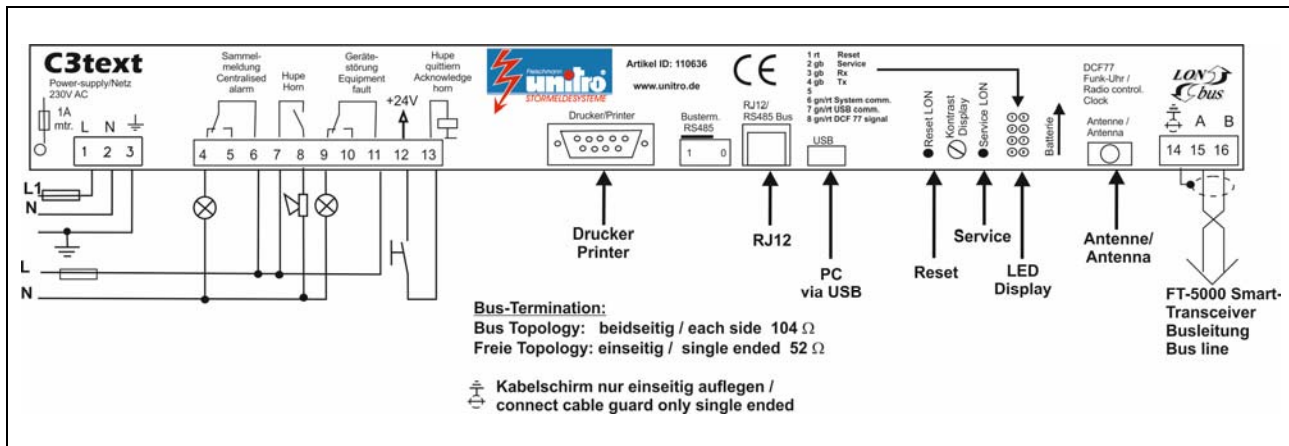 C3text
Power-supply/Netz
230V AC
1A
mtr.
L N
1 2 3
Sammel-
meldung
Centralised
alarm
Hupe
Horn
Geräte-
störung
Equipment
fault
+24V
Hupe
quittiern
Acknowledge
horn
4 5 6 7 8 9 10 11 12 13
Fleischmann
unitro
STÖRMELDESYSTEME
Artikel ID: 110636
www.unitro.de
CE
Drucker/Printer
Busterm.
RS485
1 0
RJ12/
RS485 Bus
USB
1 rt Reset
2 gb Service
3 gb Rx
4 gb Tx
5
6 gn/rt System comm.
7 gn/rt USB comm.
8 gn/rt DCF 77 signal
Reset LON
Kontrast
Display
Service LON
Batterie
DCF77
Funk-Uhr /
Radio control.
Clock
Antenne /
Antenna
LON
bus
A B
14 15 16
L1
N
L
N
Drucker
Printer
RJ12
PC
via USB
Reset
Service
LED
Display
Antenne/
Antenna
FT-5000 Smart-
Transceiver
Busleitung
Bus line
Bus-Termination:
Bus Topology: beidseitig / each side 104 Ω
Freie Topology: einseitig / single ended 52 Ω
Kabelschirm nur einseitig auflegen /
connect cable guard only single ended